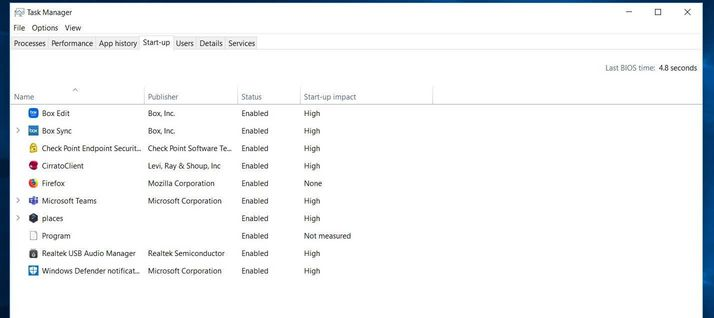 Task Manager
File Options View
Processes Performance App history Start-up Users Details Services
Last BIOS time: 4.8 seconds
Name Publisher Status Start-up impact
Box Edit Box, Inc. Enabled High
Box Sync Box, Inc. Enabled High
Check Point Endpoint Securit... Check Point Software Te... Enabled High
CirratoClient Levi, Ray & Shoup, Inc Enabled High
Firefox Mozilla Corporation Enabled None
Microsoft Teams Microsoft Corporation Enabled High
places Enabled High
Program Enabled Not measured
Realtek USB Audio Manager Realtek Semiconductor Enabled High
Windows Defender notificat... Microsoft Corporation Enabled High